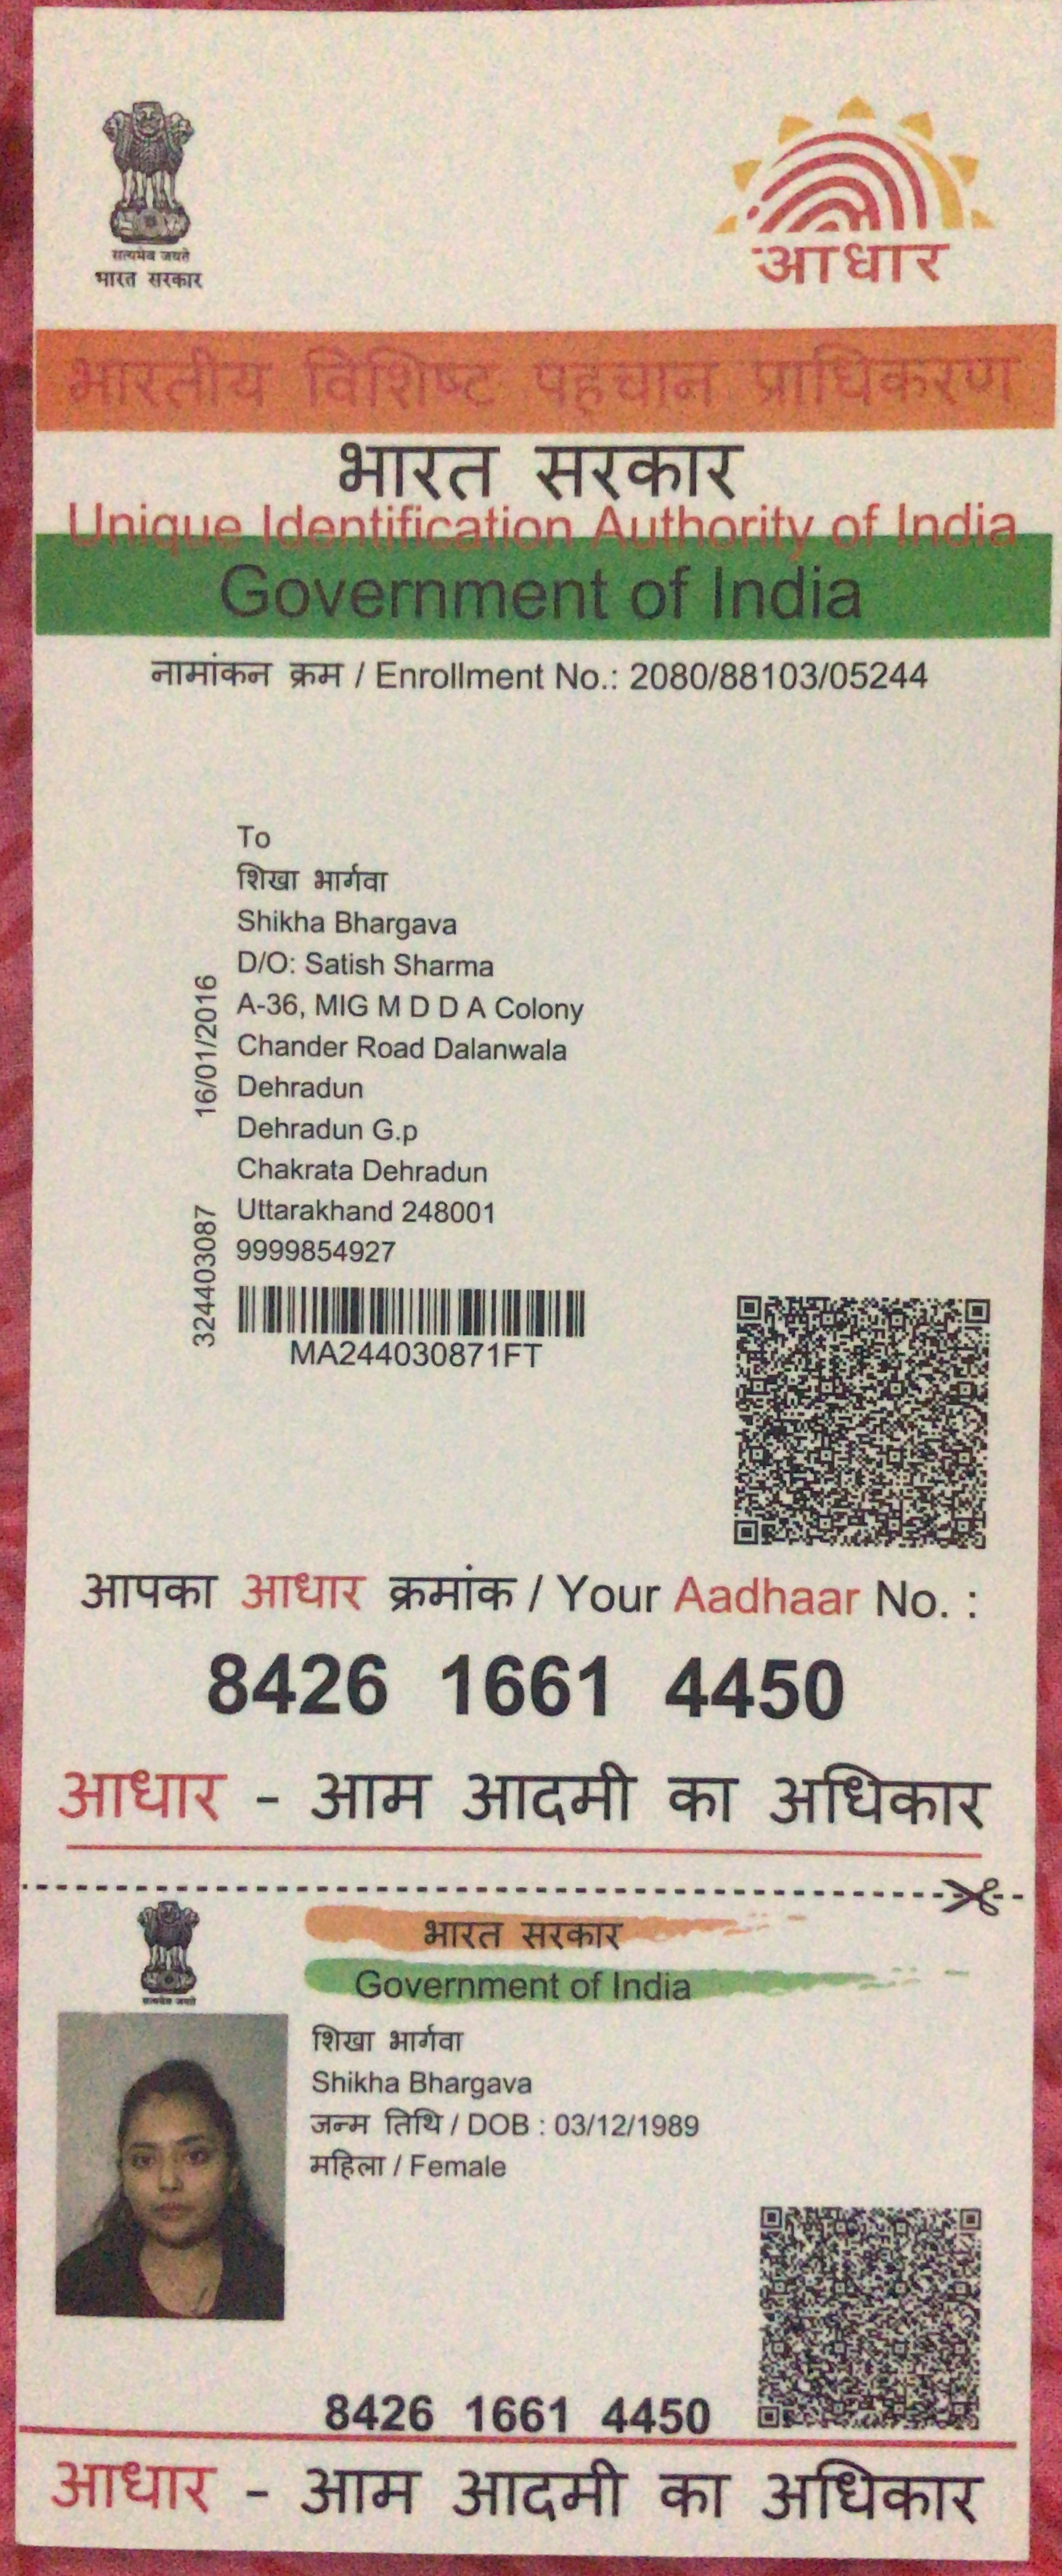 सत्यमेव जयते
भारत सरकार
आधार
भारतीय विशिष्ट पहचान प्राधिकरण
भारत सरकार
Unique Identification Authority of India
Government of India
नामांकन क्रम / Enrollment No.: 2080/88103/05244
To
शिखा भार्गवा
Shikha Bhargava
D/O: Satish Sharma
A-36, MIG M D D A Colony
Chander Road Dalanwala
Dehradun
Dehradun G.p
Chakrata Dehradun
Uttarakhand 248001
9999854927
324403087 16/01/2016
MA244030871FT
आपका आधार क्रमांक / Your Aadhaar No. :
8426 1661 4450
आधार - आम आदमी का अधिकार
सत्यमेव जयते
भारत सरकार
Government of India
शिखा भार्गवा
Shikha Bhargava
जन्म तिथि / DOB : 03/12/1989
महिला / Female
8426 1661 4450
आधार - आम आदमी का अधिकार